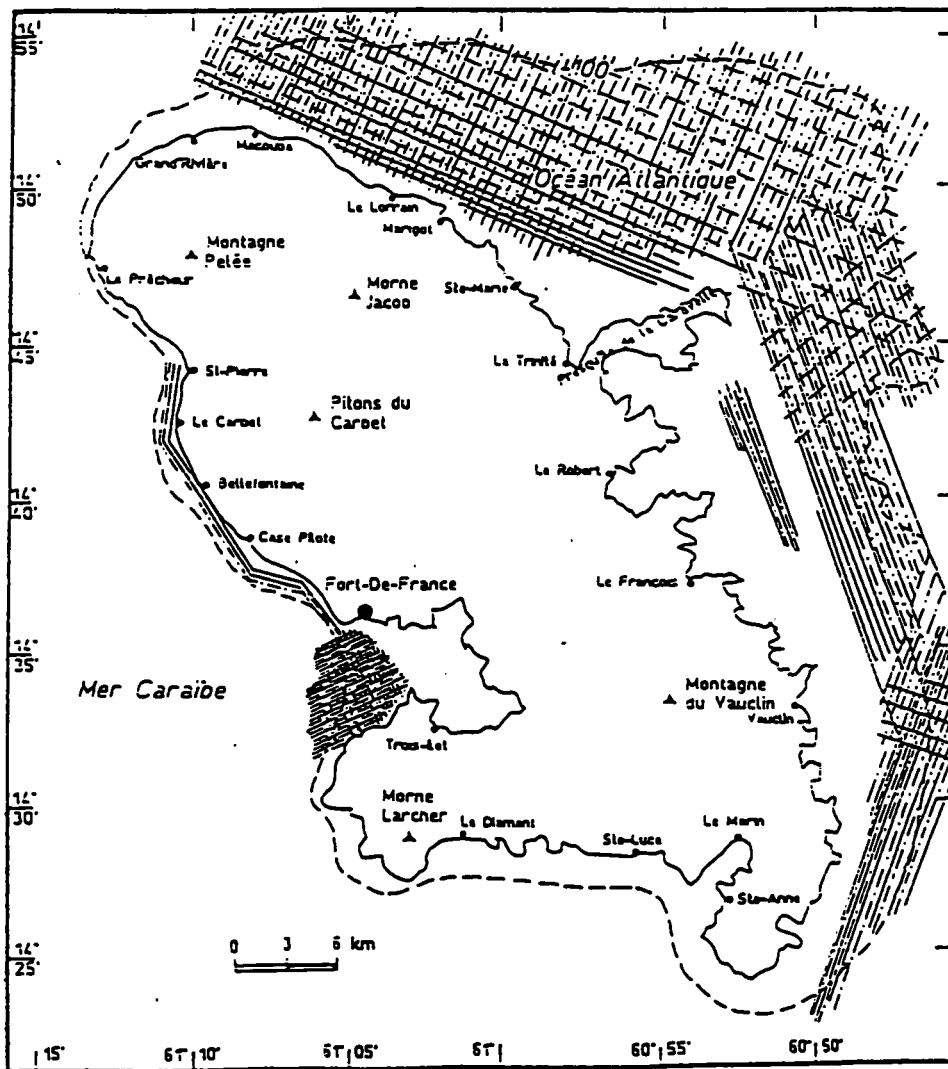 14°
55'
100
Grand'Rivière
Macouba
14°
50'
Océan Atlantique
Le Lorrain
Marigot
Montagne
Pelée
Le Prêcheur
Morne
Jacob
Ste-Marie
14°
45'
La Trinité
St-Pierre
Pitons du
Carbet
Le Carbet
Le Robert
14°
40'
Bellefontaine
Case Pilote
Fort-De-France
Le François
14°
35'
Mer Caraïbe
Montagne
du Vauclin
Vauclin
Trois-Ilet
14°
30'
Morne
Larcher
Le Diamant
Ste-Luce
Le Marin
Ste-Anne
14°
25'
0 3 6 km
15' 61° 10' 61° 05' 61° 60° 55' 60° 50'